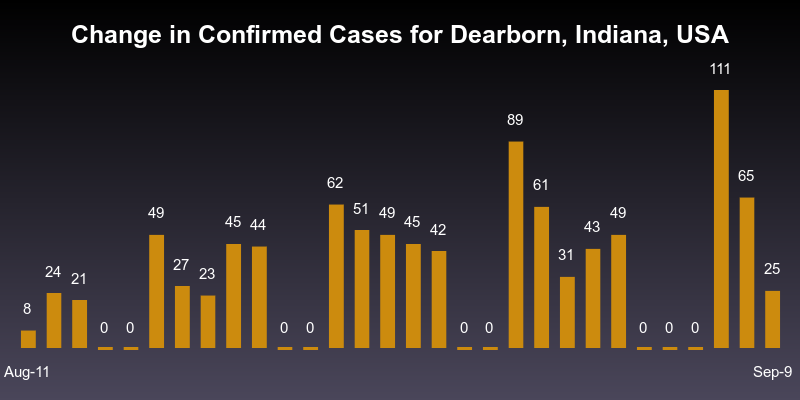 Change in Confirmed Cases for Dearborn, Indiana, USA
8 24 21 0 0 49 27 23 45 44 0 0 62 51 49 45 42 0 0 89 61 31 43 49 0 0 0 111 65 25
Aug-11 Sep-9